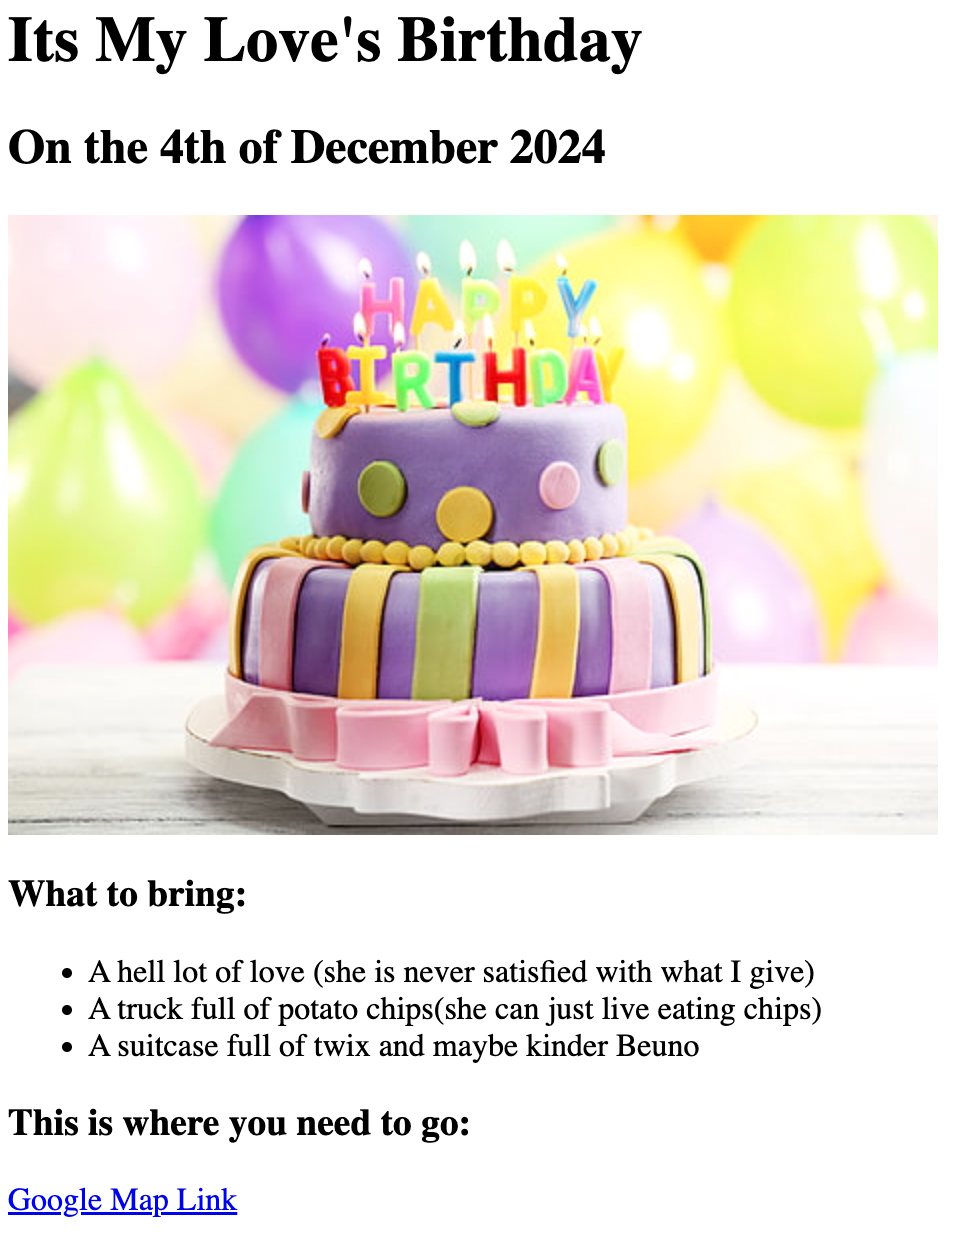 Its My Love's Birthday
On the 4th of December 2024
HAPPY
BIRTHDAY
What to bring:
A hell lot of love (she is never satisfied with what I give)
A truck full of potato chips(she can just live eating chips)
A suitcase full of twix and maybe kinder Beuno
This is where you need to go:
Google Map Link